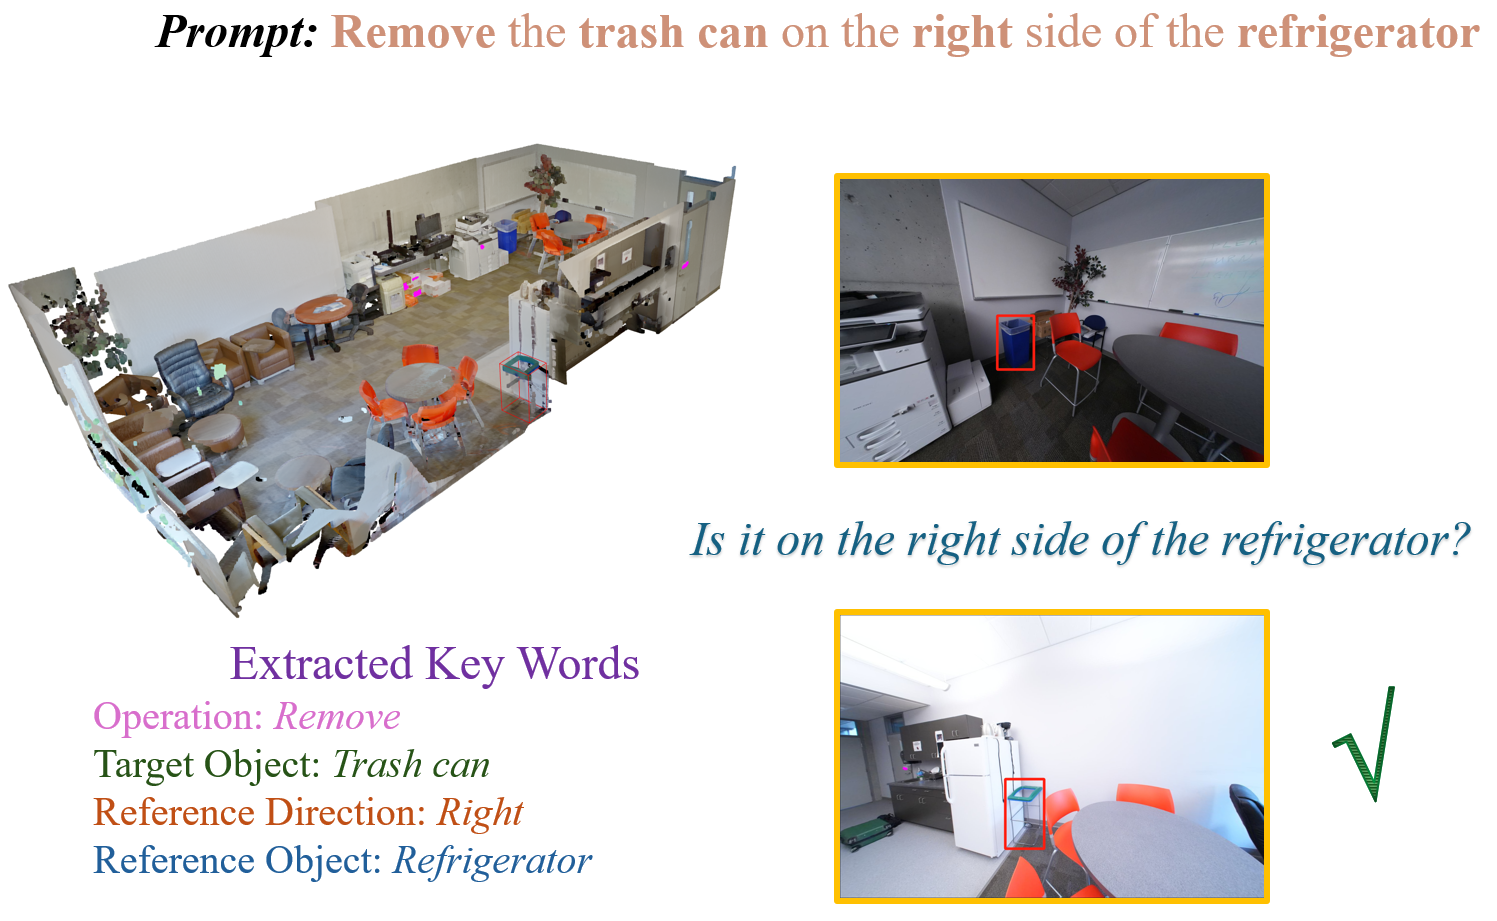 Prompt: Remove the trash can on the right side of the refrigerator
Is it on the right side of the refrigerator?
Extracted Key Words
Operation: Remove
Target Object: Trash can
Reference Direction: Right
Reference Object: Refrigerator